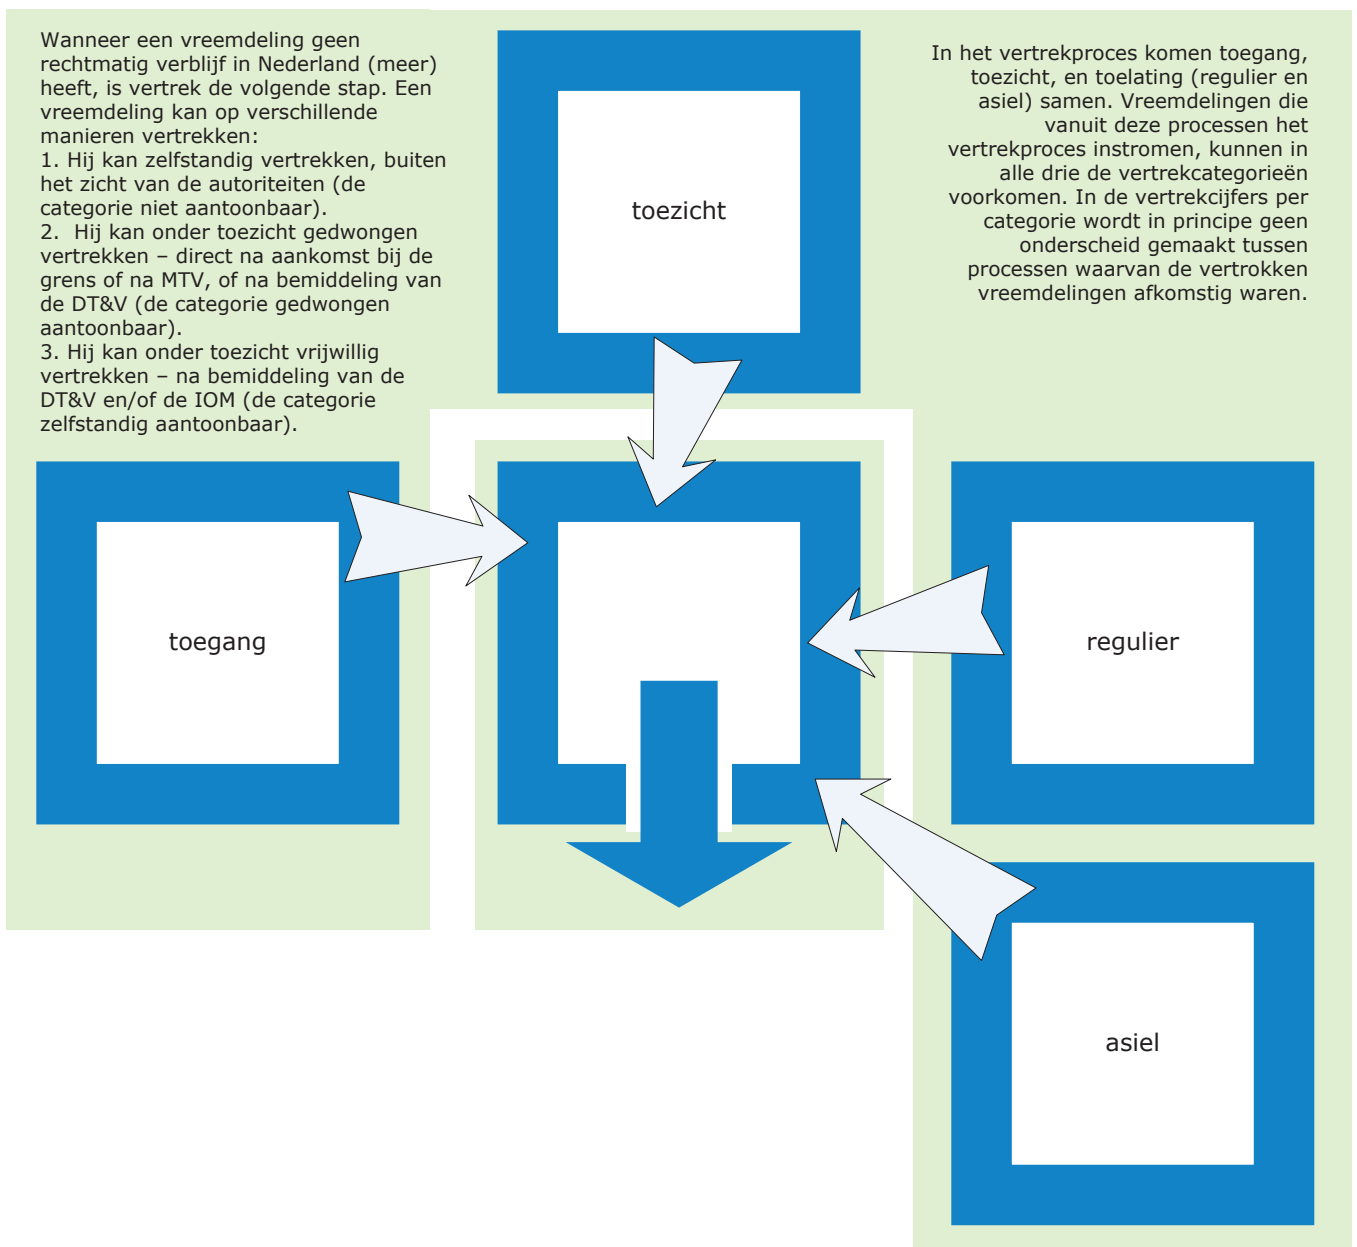 Wanneer een vreemdeling geen
rechtmatig verblijf in Nederland (meer)
heeft, is vertrek de volgende stap. Een
vreemdeling kan op verschillende
manieren vertrekken:
1. Hij kan zelfstandig vertrekken, buiten
het zicht van de autoriteiten (de
categorie niet aantoonbaar).
2.  Hij kan onder toezicht gedwongen
vertrekken – direct na aankomst bij de
grens of na MTV, of na bemiddeling van
de DT&V (de categorie gedwongen
aantoonbaar).
3. Hij kan onder toezicht vrijwillig
vertrekken – na bemiddeling van de
DT&V en/of de IOM (de categorie
zelfstandig aantoonbaar).
In het vertrekproces komen toegang,
toezicht, en toelating (regulier en
asiel) samen. Vreemdelingen die
vanuit deze processen het
vertrekproces instromen, kunnen in
alle drie de vertrekcategorieën
voorkomen. In de vertrekcijfers per
categorie wordt in principe geen
onderscheid gemaakt tussen
processen waarvan de vertrokken
vreemdelingen afkomstig waren.
toezicht
toegang
regulier
asiel